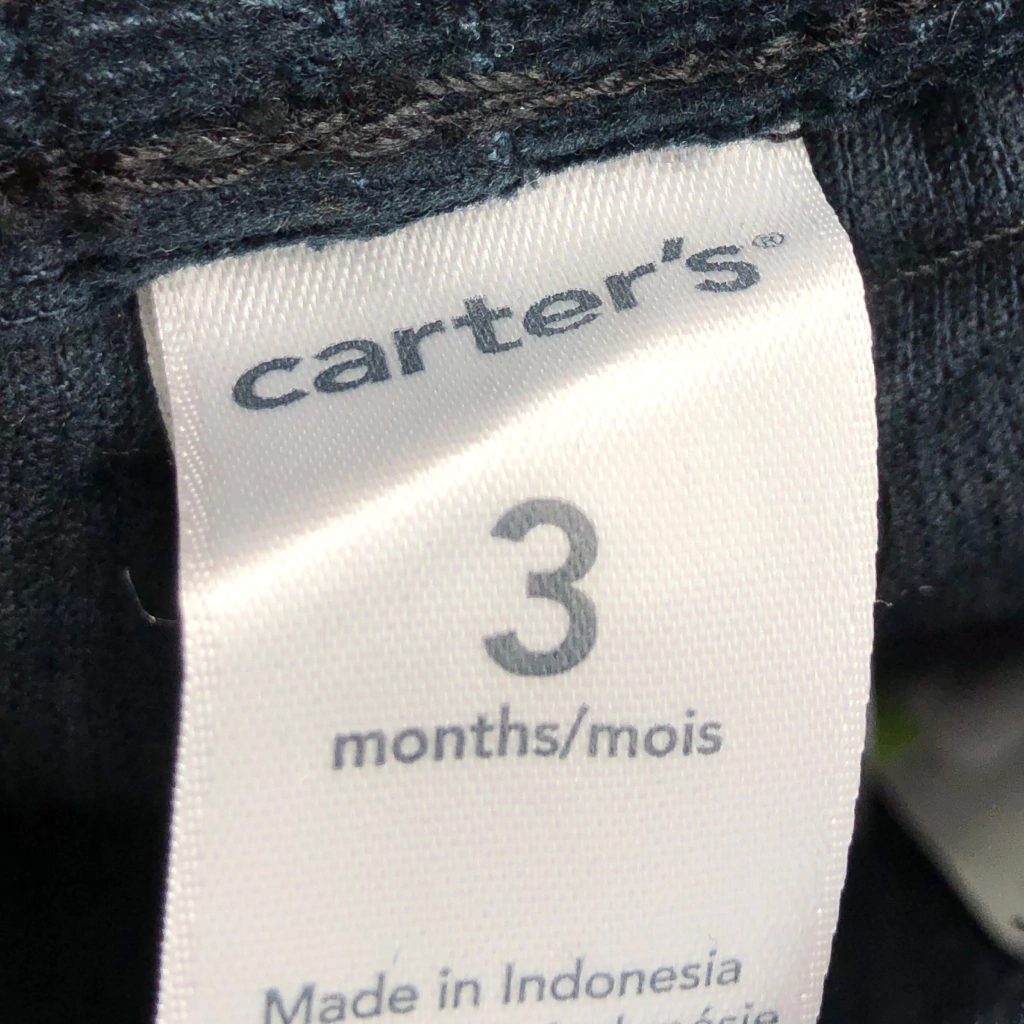 carter's®
3
months/mois
Made in Indonesia